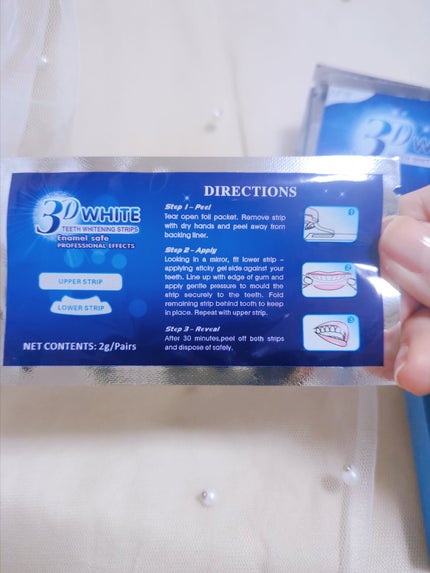 3D WHITE
TEETH WHITENING STRIPS
Enamel safe
PROFESSIONAL EFFECTS
UPPER STRIP
LOWER STRIP
NET CONTENTS: 2g/Pairs
DIRECTIONS
Step 1 - Peel
Tear open foil packet. Remove strip
with dry hands and peel away from
backing liner.
1
Step 2 - Apply
Looking in a mirror, fit lower strip –
applying sticky gel side against your
teeth. Line up with edge of gum and
apply gentle pressure to mould the
strip securely to the teeth. Fold
remaining strip behind tooth to keep
in place. Repeat with upper strip.
2
Step 3 - Reveal
After 30 minutes,peel off both strips
and dispose of safely.
3
3D WHITE